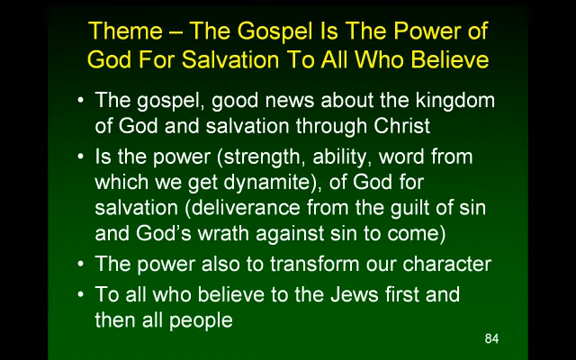 Theme – The Gospel Is The Power of
God For Salvation To All Who Believe
• The gospel, good news about the kingdom
of God and salvation through Christ
• Is the power (strength, ability, word from
which we get dynamite), of God for
salvation (deliverance from the guilt of sin
and God's wrath against sin to come)
• The power also to transform our character
• To all who believe to the Jews first and
then all people
84